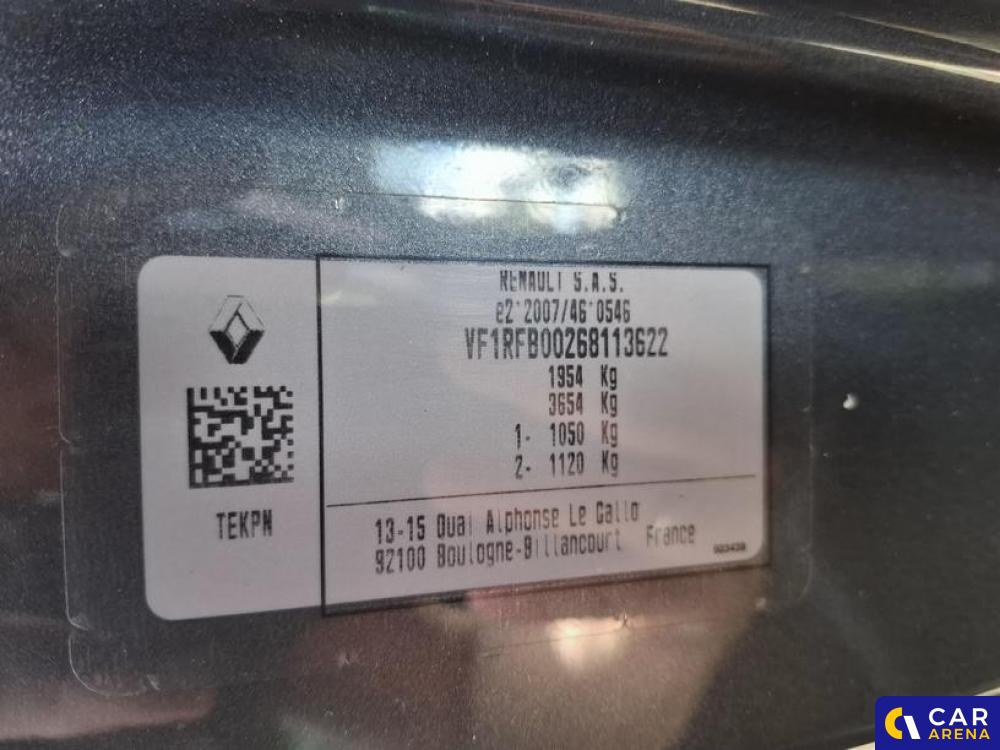 RENAULT S.A.S.
e2*2007/46*0546
VF1RFB00268113622
1954 Kg
3654 Kg
1- 1050 Kg
2- 1120 Kg
TEKPN
13-15 Quai Alphonse Le Gallo
92100 Boulogne-Billancourt France
CAR
ARENA